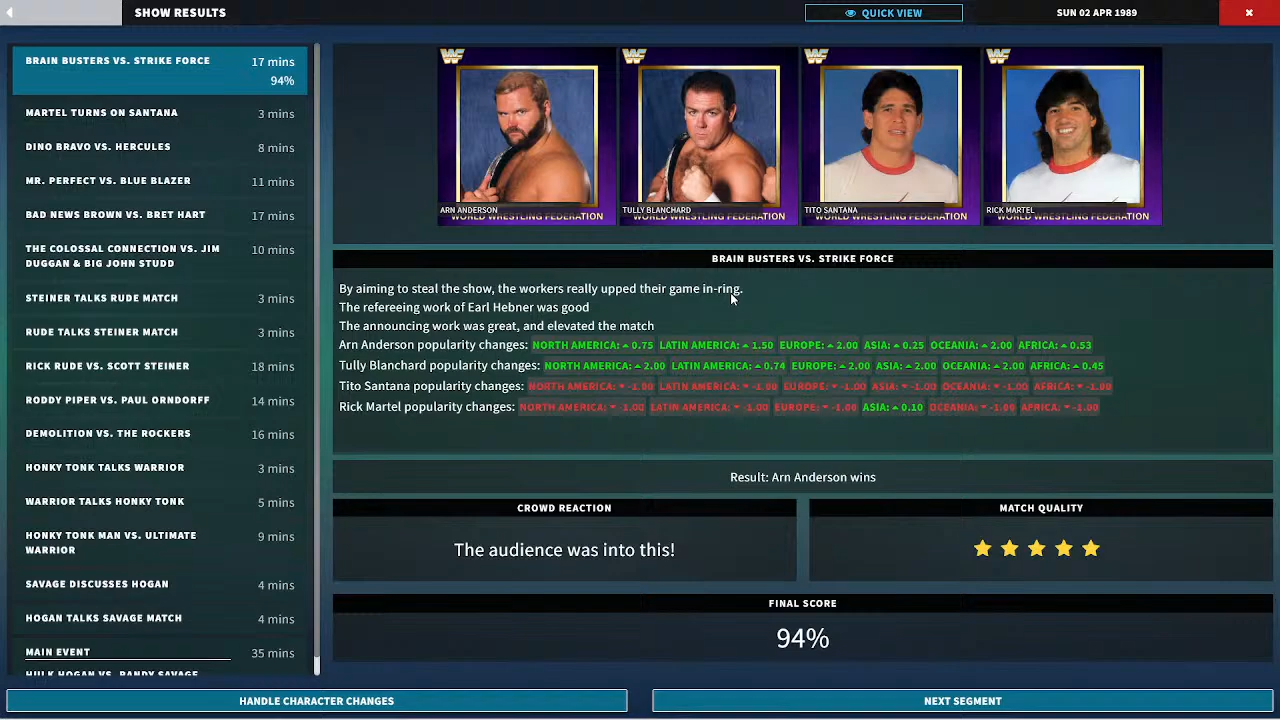 SHOW RESULTS
QUICK VIEW
SUN 02 APR 1989
BRAIN BUSTERS VS. STRIKE FORCE 17 mins
94%
MARTEL TURNS ON SANTANA 3 mins
DINO BRAVO VS. HERCULES 8 mins
MR. PERFECT VS. BLUE BLAZER 11 mins
BAD NEWS BROWN VS. BRET HART 17 mins
THE COLOSSAL CONNECTION VS. JIM 10 mins
DUGGAN & BIG JOHN STUDD
STEINER TALKS RUDE MATCH 3 mins
RUDE TALKS STEINER MATCH 3 mins
RICK RUDE VS. SCOTT STEINER 18 mins
RODDY PIPER VS. PAUL ORNDORFF 14 mins
DEMOLITION VS. THE ROCKERS 16 mins
HONKY TONK TALKS WARRIOR 3 mins
WARRIOR TALKS HONKY TONK 5 mins
HONKY TONK MAN VS. ULTIMATE 9 mins
WARRIOR
SAVAGE DISCUSSES HOGAN 4 mins
HOGAN TALKS SAVAGE MATCH 4 mins
MAIN EVENT 35 mins
HULK HOGAN VS. RANDY SAVAGE
ARN ANDERSON
WORLD WRESTLING FEDERATION
TULLY BLANCHARD
WORLD WRESTLING FEDERATION
TITO SANTANA
WORLD WRESTLING FEDERATION
RICK MARTEL
WORLD WRESTLING FEDERATION
BRAIN BUSTERS VS. STRIKE FORCE
By aiming to steal the show, the workers really upped their game in-ring.
The refereeing work of Earl Hebner was good
The announcing work was great, and elevated the match
Arn Anderson popularity changes: NORTH AMERICA: 0.75 LATIN AMERICA: 1.50 EUROPE: 2.00 ASIA: 0.25 OCEANIA: 2.00 AFRICA: 0.53
Tully Blanchard popularity changes: NORTH AMERICA: 2.00 LATIN AMERICA: 0.74 EUROPE: 2.00 ASIA: 2.00 OCEANIA: 2.00 AFRICA: 0.45
Tito Santana popularity changes: NORTH AMERICA: -1.00 LATIN AMERICA: -1.00 EUROPE: -1.00 ASIA: -1.00 OCEANIA: -1.00 AFRICA: -1.00
Rick Martel popularity changes: NORTH AMERICA: -1.00 LATIN AMERICA: -1.00 EUROPE: -1.00 ASIA: 0.10 OCEANIA: -1.00 AFRICA: -1.00
Result: Arn Anderson wins
CROWD REACTION
The audience was into this!
MATCH QUALITY
FINAL SCORE
94%
HANDLE CHARACTER CHANGES
NEXT SEGMENT